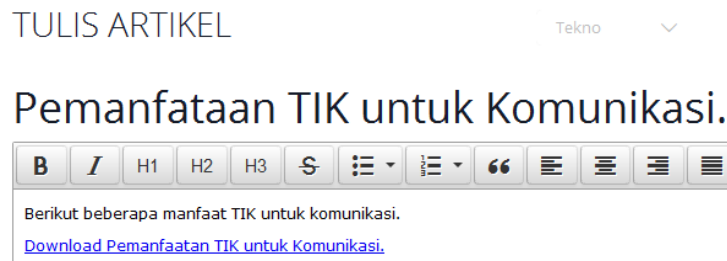 TULIS ARTIKEL
Tekno
Pemanfataan TIK untuk Komunikasi.
B I H1 H2 H3 S
Berikut beberapa manfaat TIK untuk komunikasi.
Download Pemanfaatan TIK untuk Komunikasi.